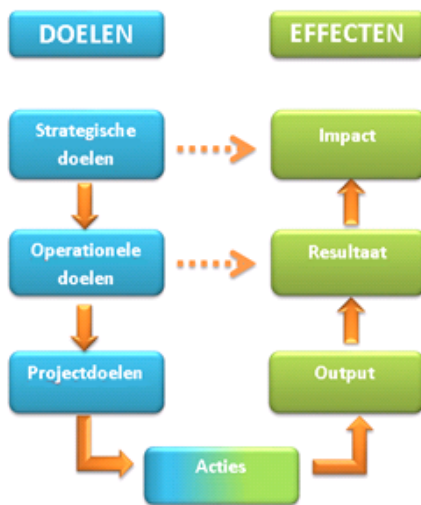 DOELEN
EFFECTEN
Strategische
doelen
Impact
Operationele
doelen
Resultaat
Projectdoelen
Output
Acties